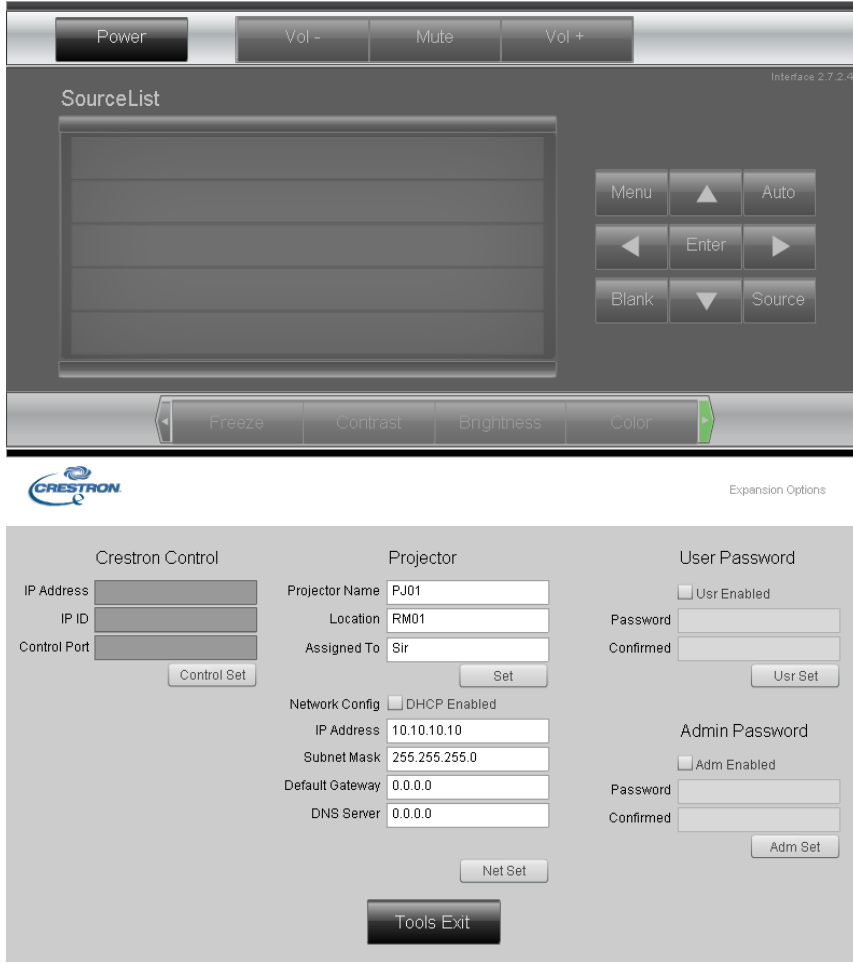 Power Vol - Mute Vol +
Interface 2.7.2.4
SourceList
Menu Auto
Enter
Blank Source
Freeze Contrast Brightness Color
CRESTRON
Expansion Options
Crestron Control
IP Address
IP ID
Control Port
Control Set
Projector
Projector Name PJ01
Location RM01
Assigned To Sir
Set
Network Config DHCP Enabled
IP Address 10.10.10.10
Subnet Mask 255.255.255.0
Default Gateway 0.0.0.0
DNS Server 0.0.0.0
Net Set
User Password
Usr Enabled
Password
Confirmed
Usr Set
Admin Password
Adm Enabled
Password
Confirmed
Adm Set
Tools Exit